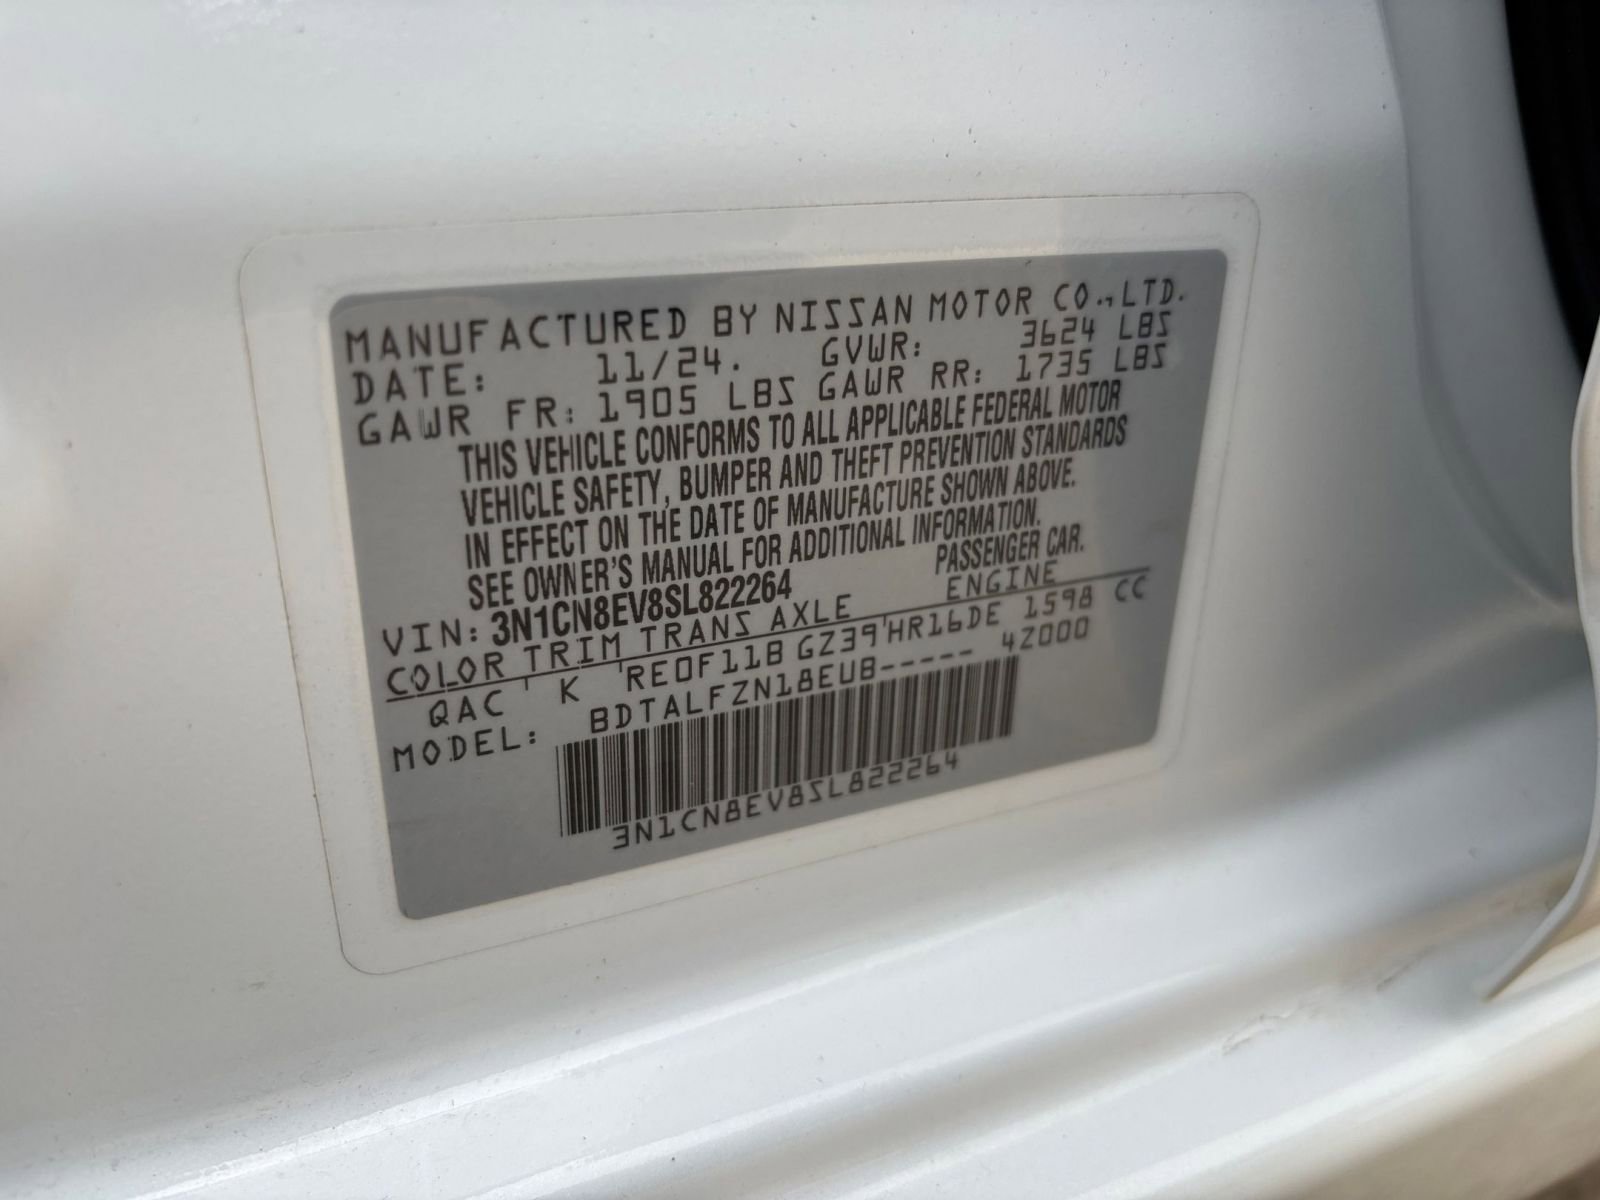 MANUFACTURED BY NISSAN MOTOR CO.,LTD.
DATE: 11/24. GVWR: 3624 LBS
GAWR FR: 1905 LBS GAWR RR: 1735 LBS
THIS VEHICLE CONFORMS TO ALL APPLICABLE FEDERAL MOTOR
VEHICLE SAFETY, BUMPER AND THEFT PREVENTION STANDARDS
IN EFFECT ON THE DATE OF MANUFACTURE SHOWN ABOVE.
SEE OWNER'S MANUAL FOR ADDITIONAL INFORMATION.
VIN: 3N1CN8EV8SL822264 PASSENGER CAR.
COLOR TRIM TRANS AXLE ENGINE
QAC K RE0F11B GZ39 HR16DE 1598 CC
MODEL: BDTALFZN18EUB----- 4Z000
3N1CN8EV8SL822264